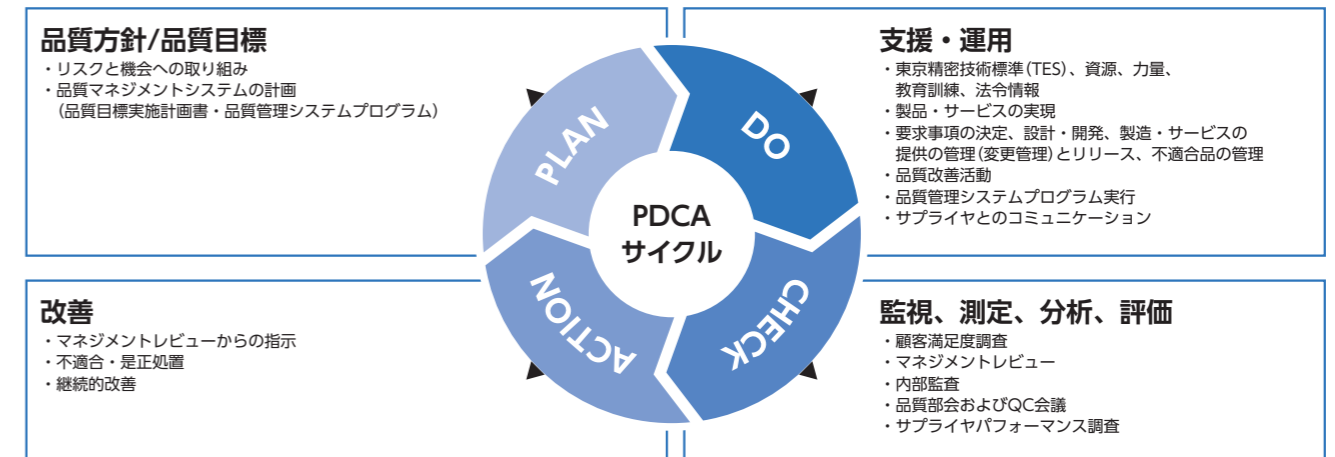 品質方針/品質目標
・リスクと機会への取り組み
・品質マネジメントシステムの計画
(品質目標実施計画書・品質管理システムプログラム)
支援・運用
・東京精密技術標準(TES)、資源、力量、
教育訓練、法令情報
・製品・サービスの実現
・要求事項の決定、設計・開発、製造・サービスの
提供の管理(変更管理)とリリース、不適合品の管理
・品質改善活動
・品質管理システムプログラム実行
・サプライヤとのコミュニケーション
PLAN
DO
PDCA
サイクル
ACTION
CHECK
改善
・マネジメントレビューからの指示
・不適合・是正処置
・継続的改善
監視、測定、分析、評価
・顧客満足度調査
・マネジメントレビュー
・内部監査
・品質部会およびQC会議
・サプライヤパフォーマンス調査